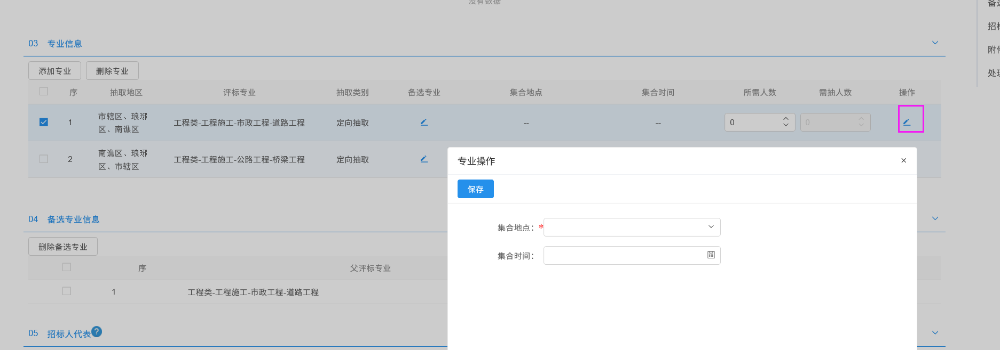 没有数据
备选
招标
附件
处理
03 专业信息
添加专业 删除专业
序 抽取地区 评标专业 抽取类别 备选专业 集合地点 集合时间 所需人数 需抽人数 操作
1 市辖区、琅琊区、南谯区 工程类-工程施工-市政工程-道路工程 定向抽取 -- -- 0 0
2 南谯区、琅琊区、市辖区 工程类-工程施工-公路工程-桥梁工程 定向抽取
专业操作
保存
集合地点：*
集合时间：
04 备选专业信息
删除备选专业
序 父评标专业
1 工程类-工程施工-市政工程-道路工程
05 招标人代表?